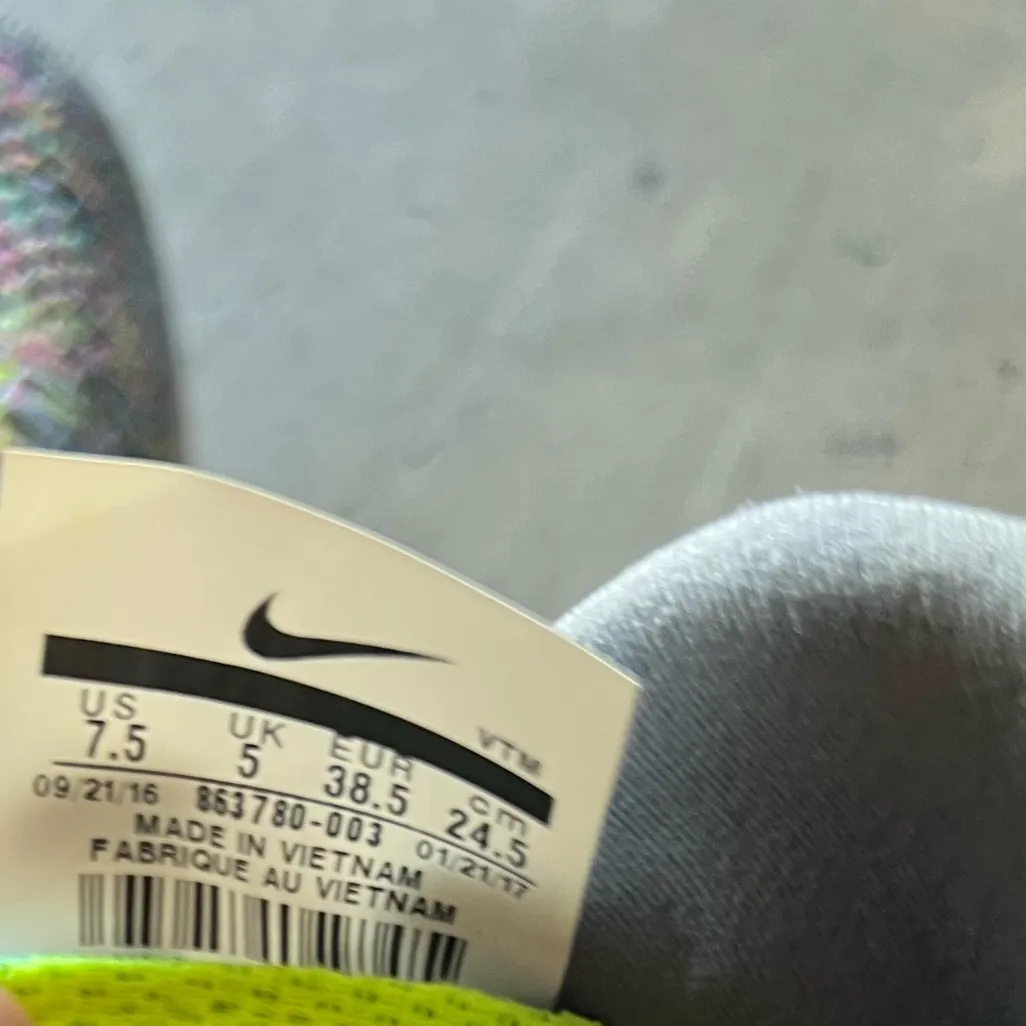 VTM
US UK EUR cm
7.5 5 38.5 24.5
09/21/16 863780-003 01/21/17
MADE IN VIETNAM
FABRIQUE AU VIETNAM